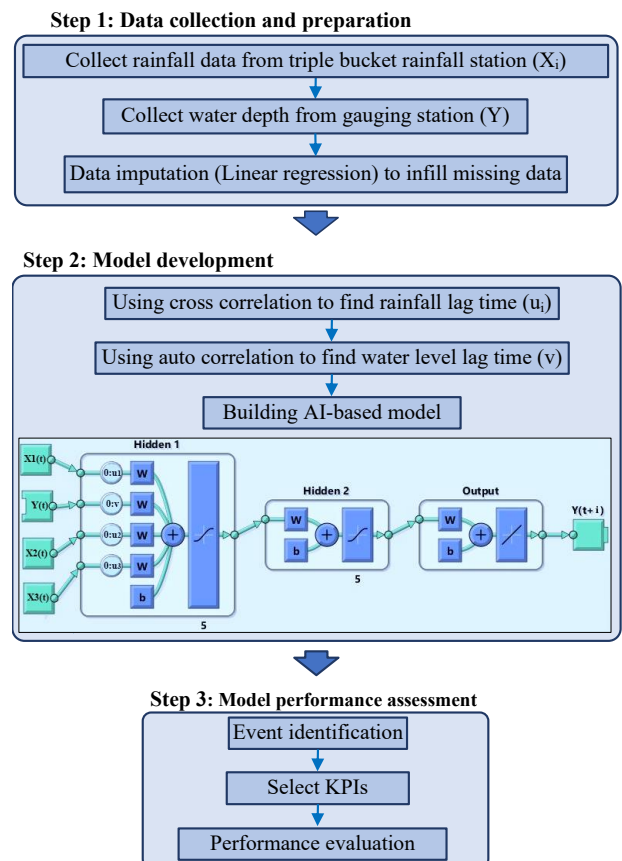 Step 1: Data collection and preparation
Collect rainfall data from triple bucket rainfall station (Xi)
Collect water depth from gauging station (Y)
Data imputation (Linear regression) to infill missing data
Step 2: Model development
Using cross correlation to find rainfall lag time (ui)
Using auto correlation to find water level lag time (v)
Building AI-based model
Hidden 1
Hidden 2
Output
X1(t)
0:u1
W
Y(t)
0:v
W
X2(t)
0:u2
W
X3(t)
0:u3
W
b
+
5
W
b
+
5
W
b
+
Y(t+i)
Step 3: Model performance assessment
Event identification
Select KPIs
Performance evaluation